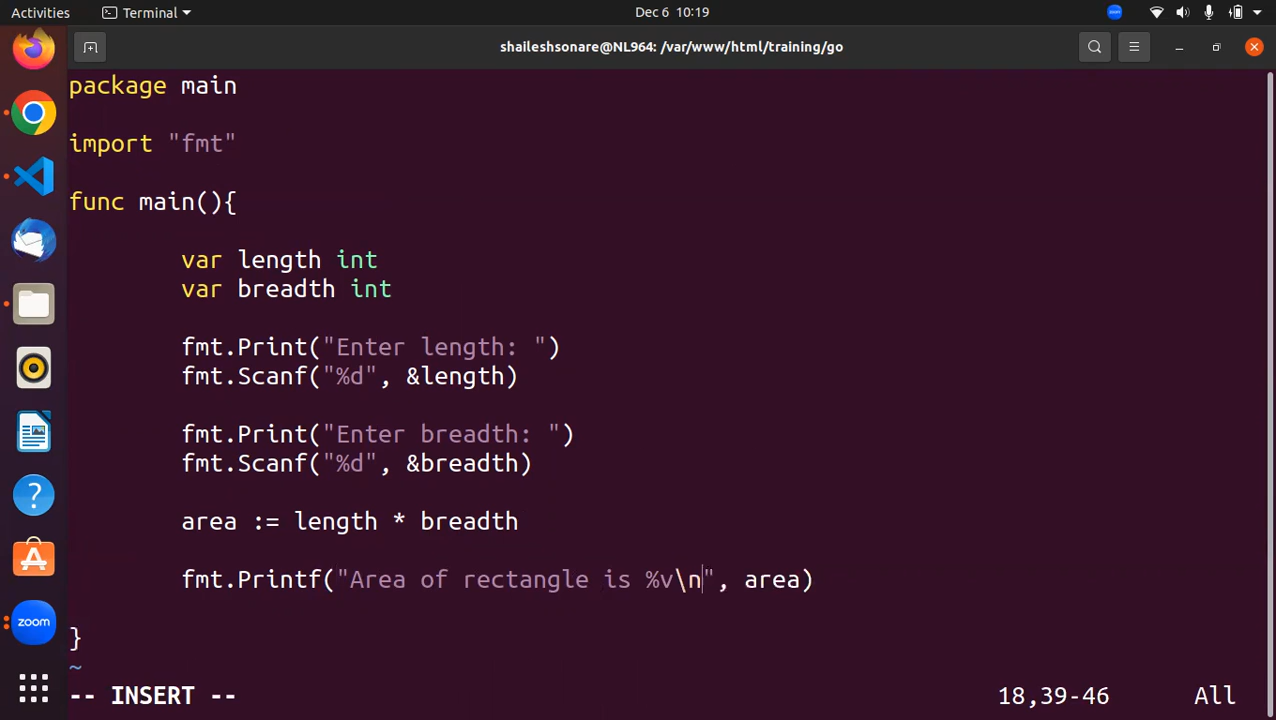 Activities Terminal Dec 6 10:19
zoom
shaileshsonare@NL964: /var/www/html/training/go
package main
import "fmt"
func main(){
var length int
var breadth int
fmt.Print("Enter length: ")
fmt.Scanf("%d", &length)
fmt.Print("Enter breadth: ")
fmt.Scanf("%d", &breadth)
area := length * breadth
fmt.Printf("Area of rectangle is %v\n", area)
zoom
}
~
-- INSERT -- 18,39-46 All